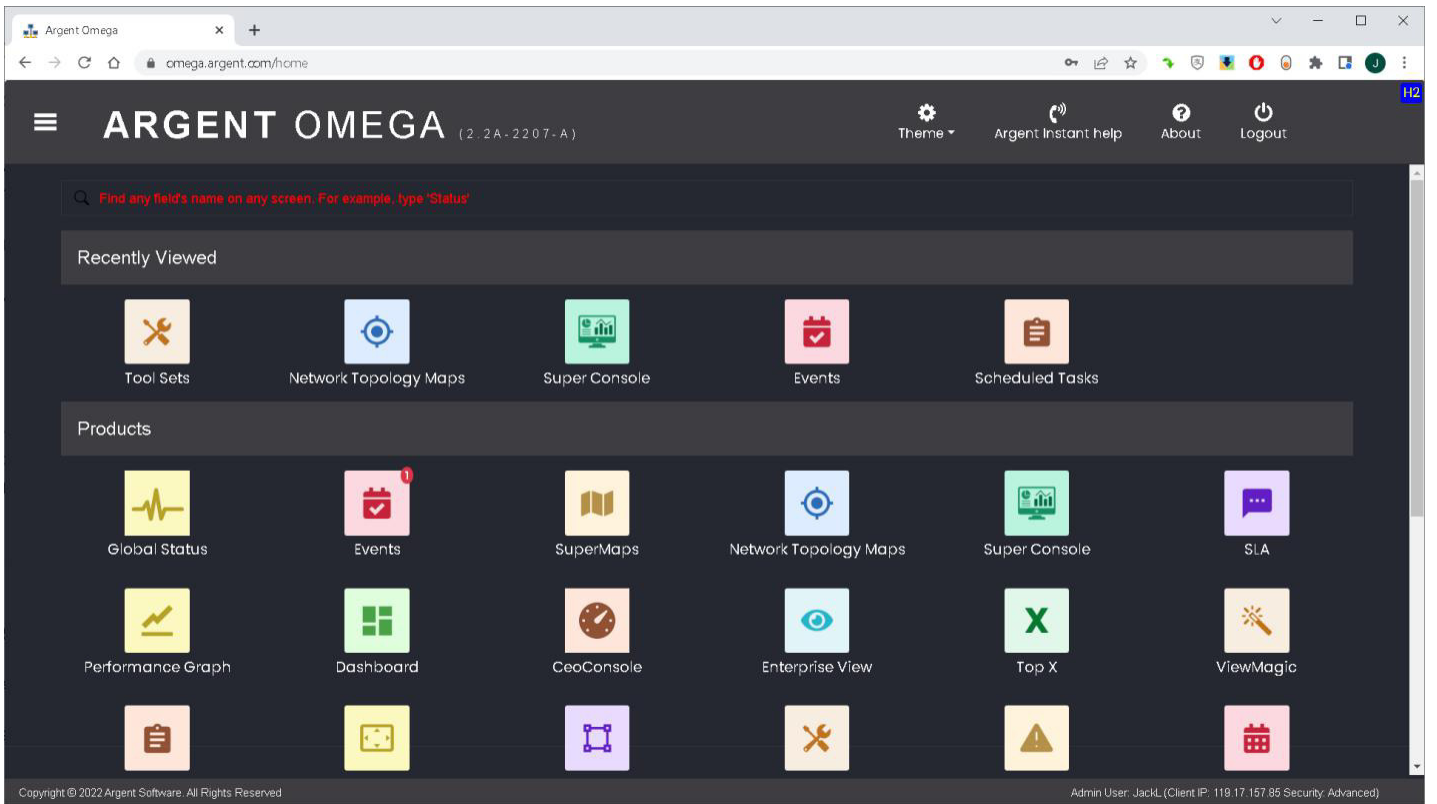 Argent Omega
omega.argent.com/home
J
H2
ARGENT OMEGA (2.2A-2207-A)
Theme
Argent Instant help
About
Logout
Find any field's name on any screen. For example, type 'Status'
Recently Viewed
Tool Sets Network Topology Maps Super Console Events Scheduled Tasks
Products
1
Global Status Events SuperMaps Network Topology Maps Super Console SLA
X
Performance Graph Dashboard CeoConsole Enterprise View Top X ViewMagic
Copyright © 2022 Argent Software. All Rights Reserved
Admin User: JackL (Client IP: 119.17.157.85 Security: Advanced)